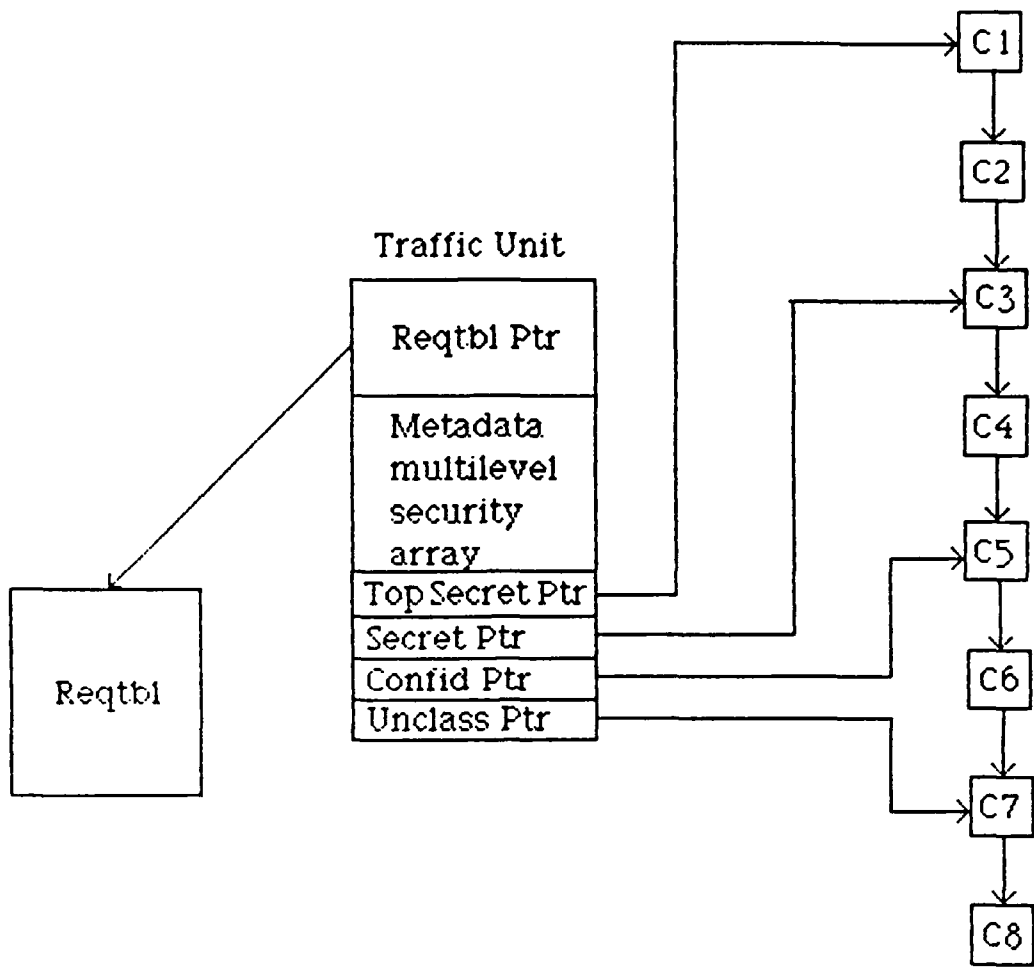 Traffic Unit
Reqtbl Ptr
Metadata
multilevel
security
array
Top Secret Ptr
Secret Ptr
Confid Ptr
Unclass Ptr
Reqtbl
C1
C2
C3
C4
C5
C6
C7
C8